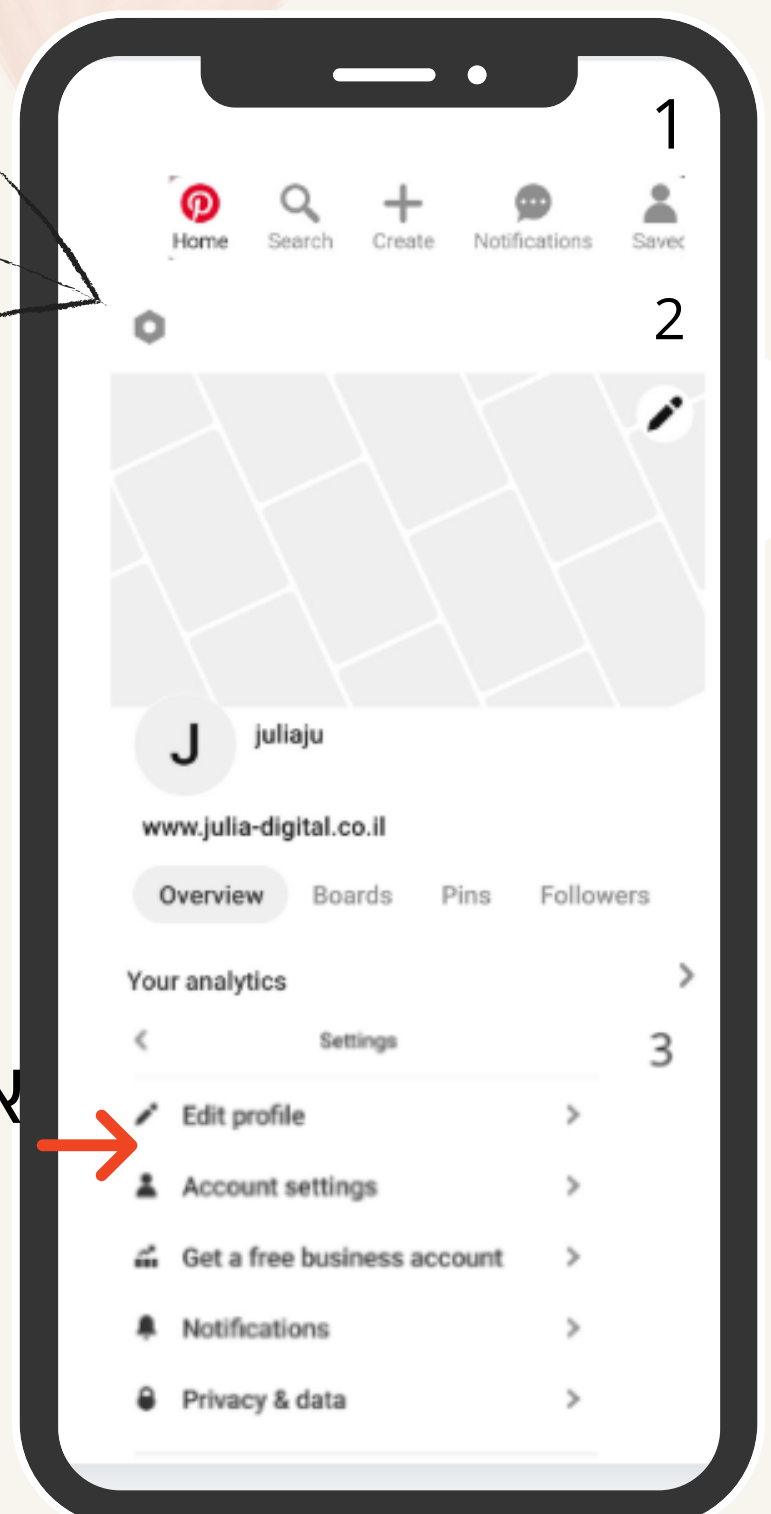 1
Home Search Create Notifications Saved
2
J
juliaju
www.julia-digital.co.il
Overview Boards Pins Followers
Your analytics
Settings
3
Edit profile
א
Account settings
Get a free business account
Notifications
Privacy & data